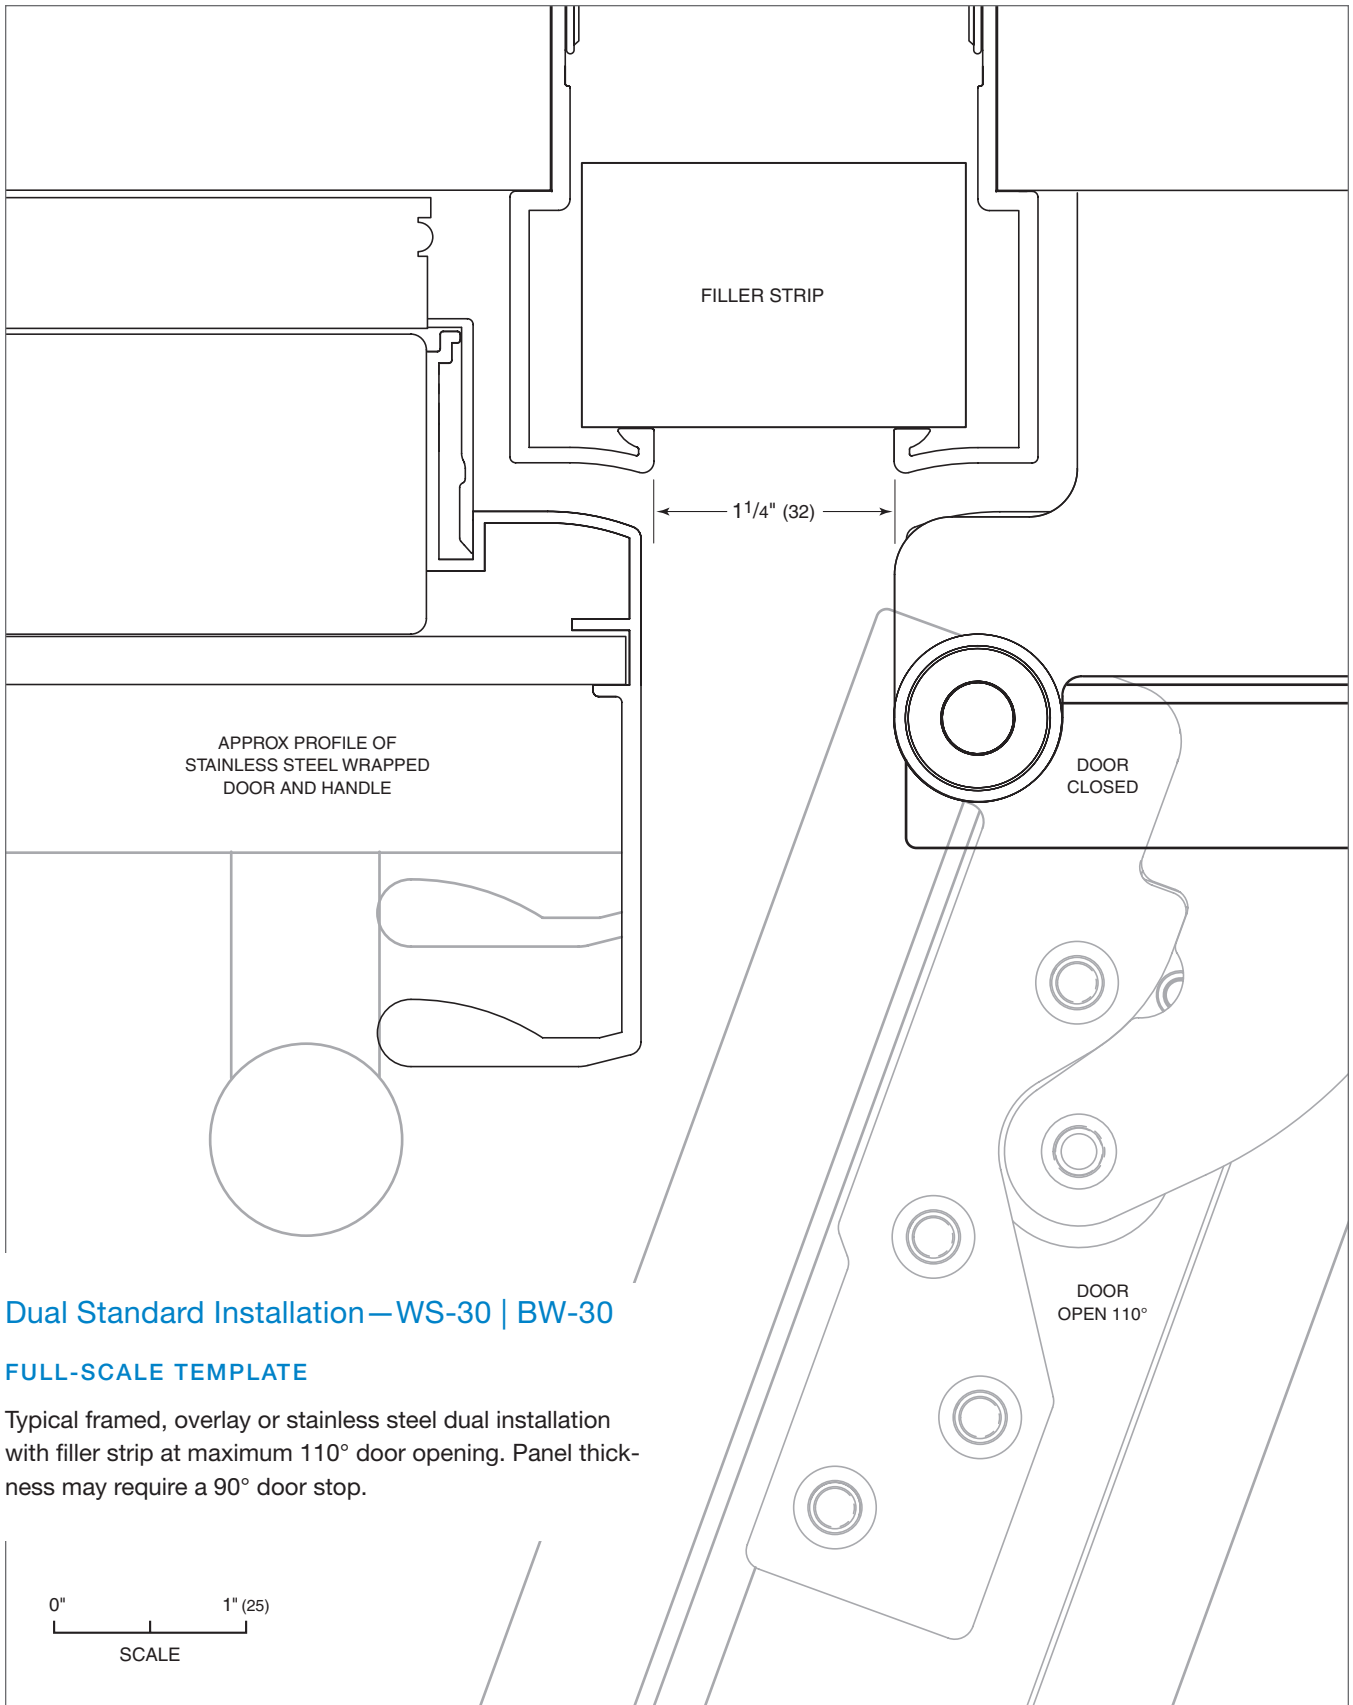 FILLER STRIP
1 1/4" (32)
APPROX PROFILE OF
STAINLESS STEEL WRAPPED
DOOR AND HANDLE
DOOR
CLOSED
DOOR
OPEN 110°
Dual Standard Installation—WS-30 | BW-30
FULL-SCALE TEMPLATE
Typical framed, overlay or stainless steel dual installation
with filler strip at maximum 110° door opening. Panel thick-
ness may require a 90° door stop.
0" 1" (25)
SCALE